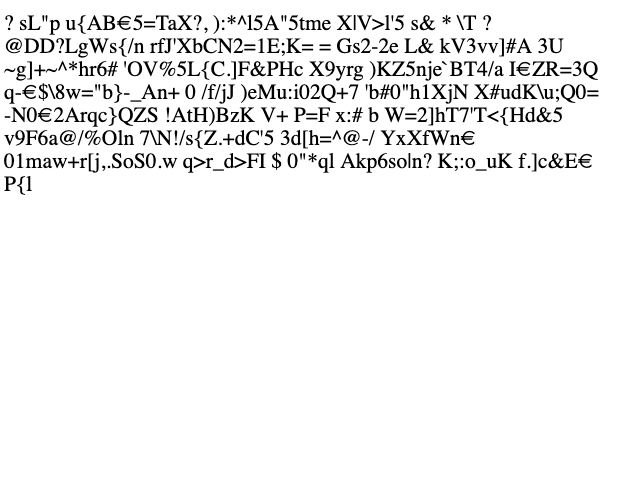 ? sL"p u{AB€5=TaX?, ):*^l5A"5tme X|V>l'5 s& * \T ?
@DD?LgWs{/n rfJ'XbCN2=1E;K= = Gs2-2e L& kV3vv]#A 3U
~g]+~^*hr6# 'OV%5L{C.]F&PHc X9yrg )KZ5nje`BT4/a I€ZR=3Q
q-€$\8w="b}-_An+ 0 /f/jJ )eMu:i02Q+7 'b#0"h1XjN X#udK\u;Q0=
-N0€2Arqc}QZS !AtH)BzK V+ P=F x:# b W=2]hT7'T<{Hd&5
v9F6a@/%Oln 7\N!/s{Z.+dC'5 3d[h=^@-/ YxXfWn€
01maw+r[j,.SoS0.w q>r_d>FI $ 0"*ql Akp6so|n? K;:o_uK f.]c&E€
P{l